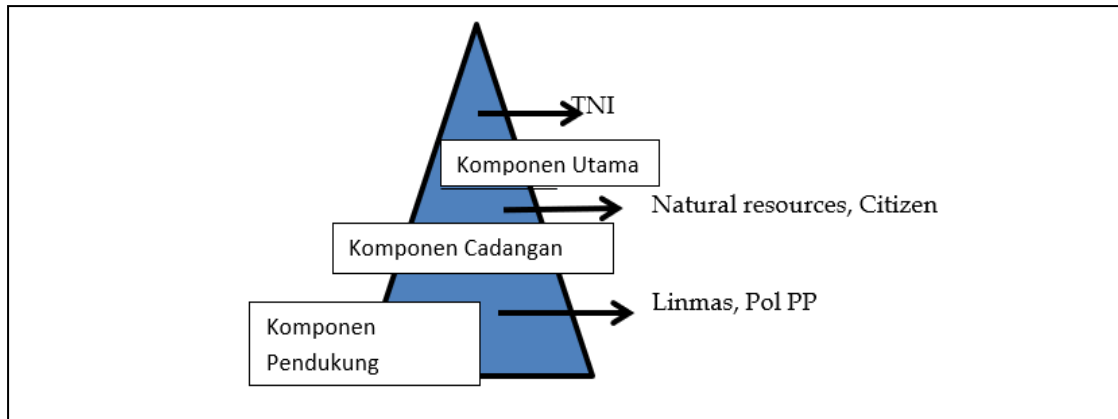 TNI
Komponen Utama
Natural resources, Citizen
Komponen Cadangan
Linmas, Pol PP
Komponen
Pendukung